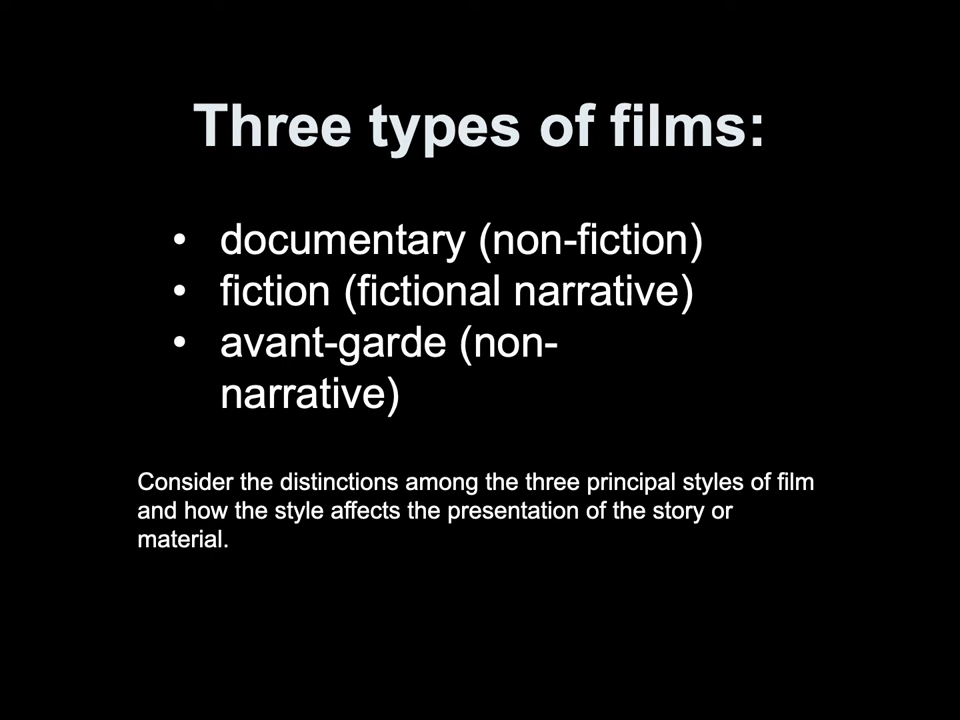 Three types of films:
• documentary (non-fiction)
• fiction (fictional narrative)
• avant-garde (non-
narrative)
Consider the distinctions among the three principal styles of film
and how the style affects the presentation of the story or
material.